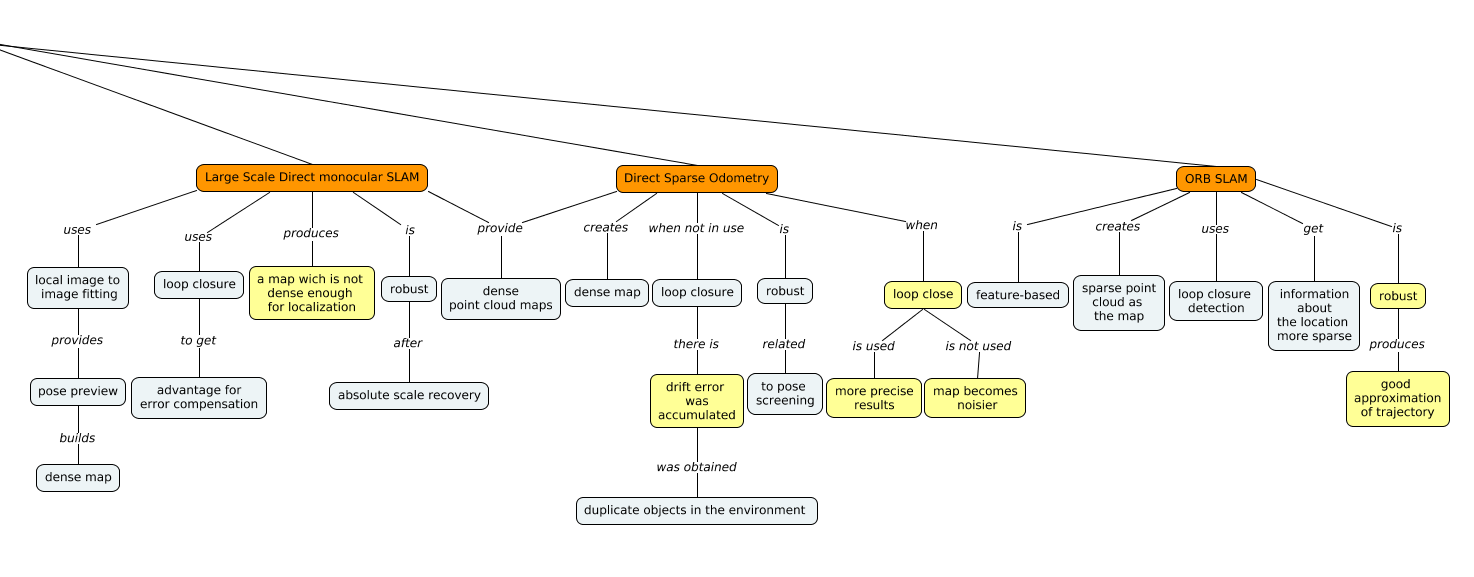 Large Scale Direct monocular SLAM
Direct Sparse Odometry
ORB SLAM
uses
uses
produces
is
provide
creates
when not in use
is
when
is
creates
uses
get
is
local image to
image fitting
loop closure
a map wich is not
dense enough
for localization
robust
dense
point cloud maps
dense map
loop closure
robust
loop close
feature-based
sparse point
cloud as
the map
loop closure
detection
information
about
the location
more sparse
robust
provides
to get
after
there is
related
is used
is not used
produces
pose preview
advantage for
error compensation
absolute scale recovery
drift error
was
accumulated
to pose
screening
more precise
results
map becomes
noisier
good
approximation
of trajectory
builds
was obtained
dense map
duplicate objects in the environment